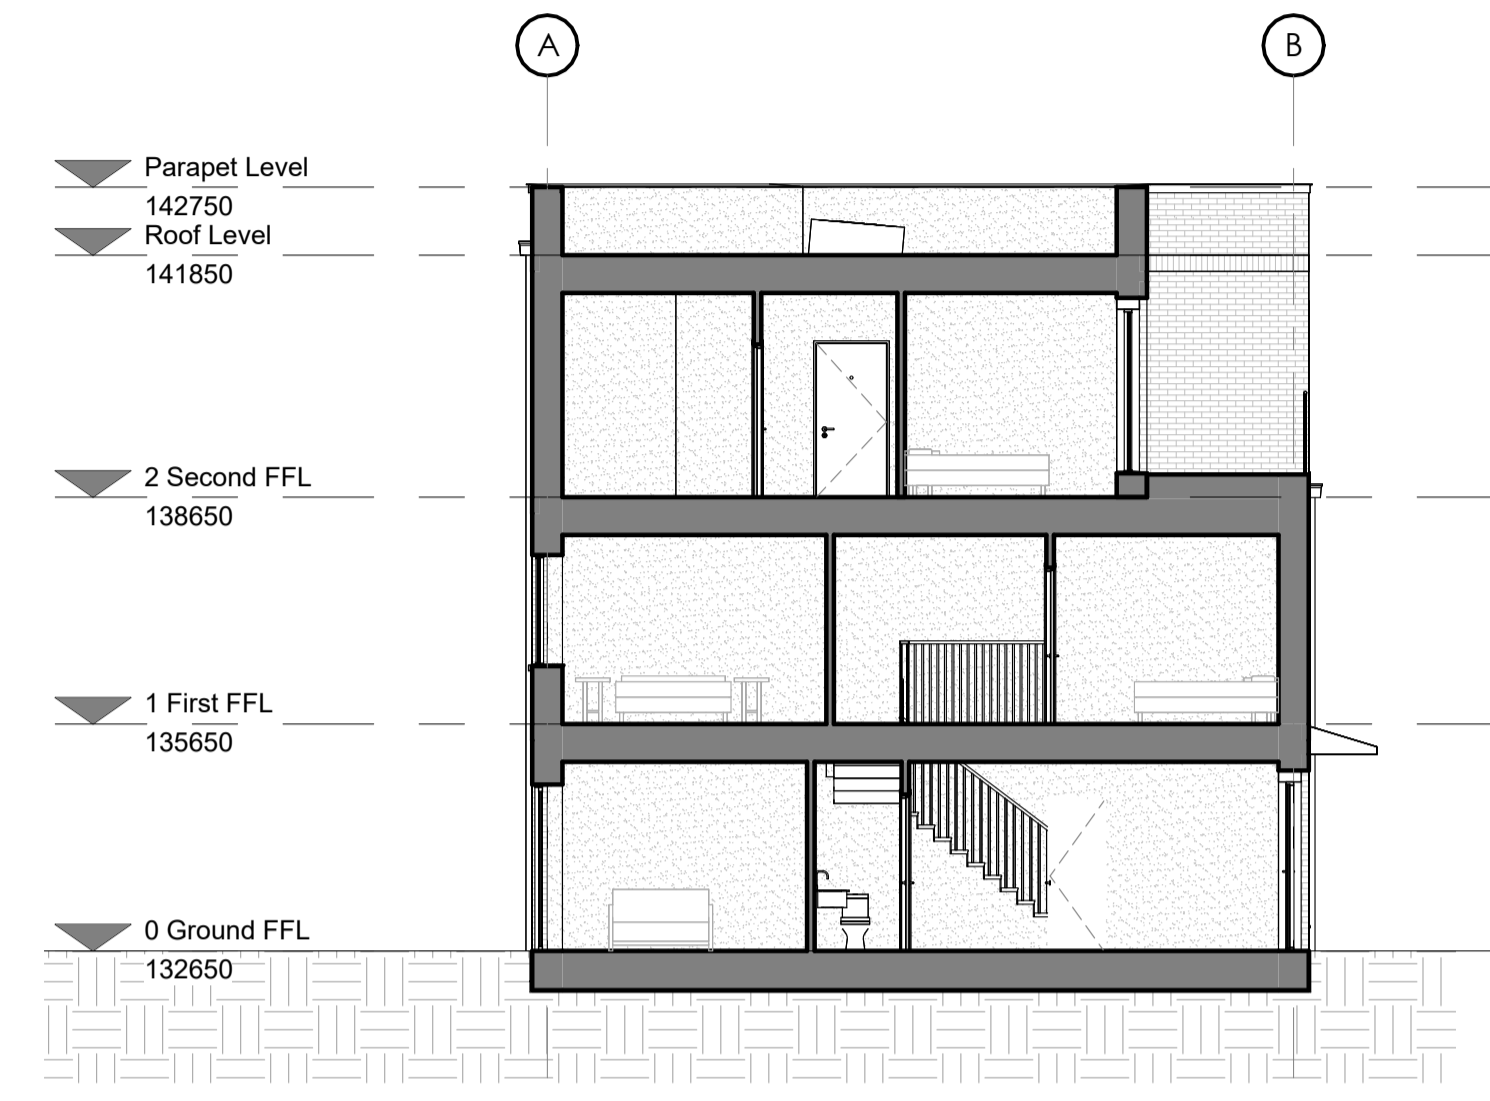 A
B
Parapet Level
142750
Roof Level
141850
2 Second FFL
138650
1 First FFL
135650
0 Ground FFL
132650